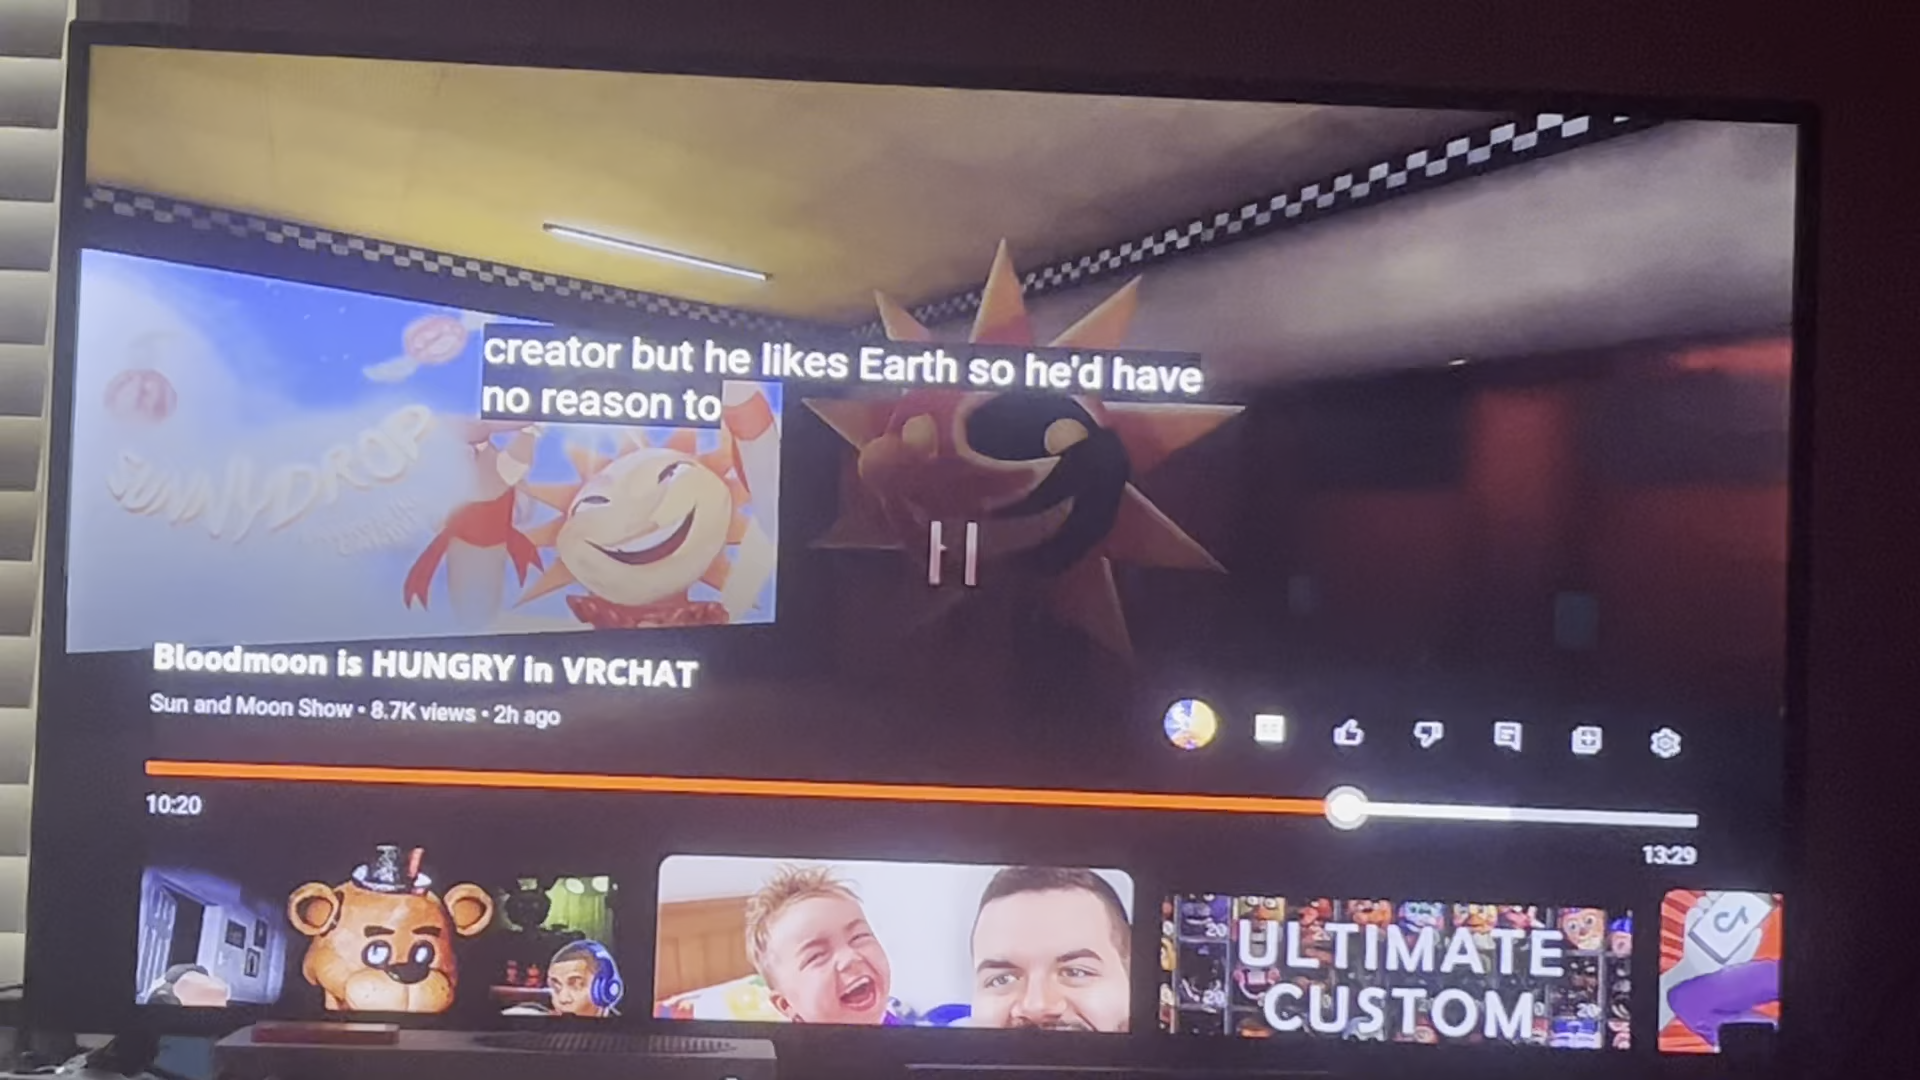 creator but he likes Earth so he'd have
no reason to
SUNNYDROP
Bloodmoon is HUNGRY in VRCHAT
Sun and Moon Show • 8.7K views • 2h ago
10:20
13:29
ULTIMATE
CUSTOM